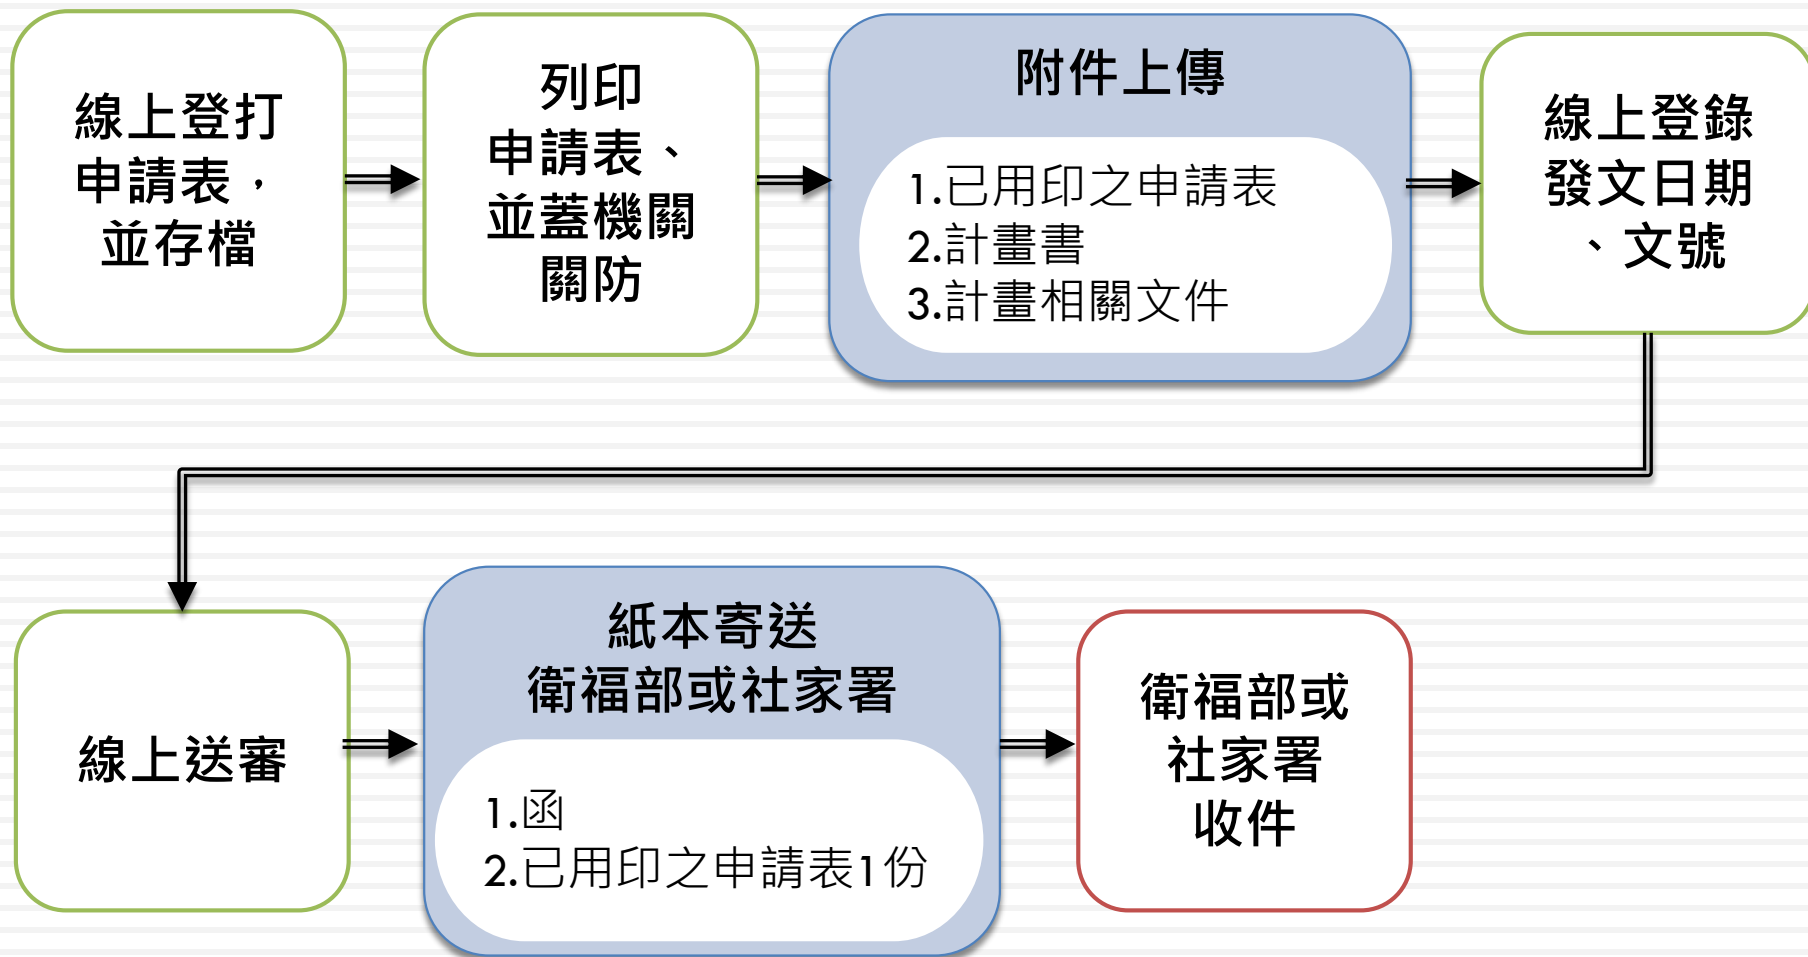 線上登打
申請表，
並存檔
列印
申請表、
並蓋機關
關防
附件上傳
1.已用印之申請表
2.計畫書
3.計畫相關文件
線上登錄
發文日期
、文號
線上送審
紙本寄送
衛福部或社家署
1.函
2.已用印之申請表1份
衛福部或
社家署
收件